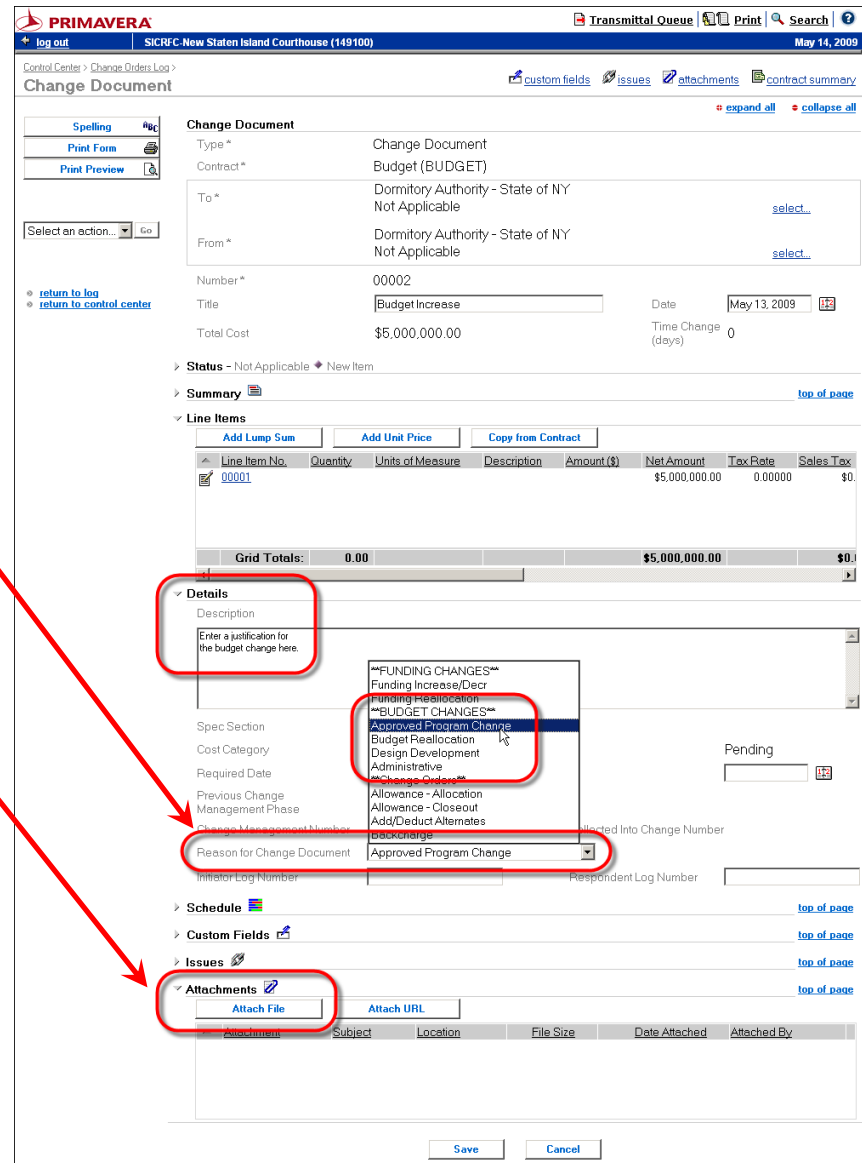 PRIMAVERA
Transmittal Queue Print Search ?
log out SICRFC-New Staten Island Courthouse (149100) May 14, 2009
Control Center > Change Orders Log >
Change Document
custom fields issues attachments contract summary
expand all collapse all
Spelling ABC
Print Form
Print Preview
Select an action... Go
return to log
return to control center
Change Document
Type * Change Document
Contract * Budget (BUDGET)
To * Dormitory Authority - State of NY
Not Applicable select...
From * Dormitory Authority - State of NY
Not Applicable select...
Number * 00002
Title Budget Increase Date May 13, 2009
Total Cost $5,000,000.00 Time Change (days) 0
Status - Not Applicable New Item
Summary top of page
Line Items
Add Lump Sum Add Unit Price Copy from Contract
Line Item No. Quantity Units of Measure Description Amount ($) Net Amount Tax Rate Sales Tax
00001 $5,000,000.00 0.00000 $0.
Grid Totals: 0.00 $5,000,000.00 $0.
Details
Description
Enter a justification for
the budget change here.
**FUNDING CHANGES**
Funding Increase/Decr
Funding Reallocation
**BUDGET CHANGES**
Approved Program Change
Budget Reallocation
Design Development
Administrative
**Change Orders**
Allowance - Allocation
Allowance - Closeout
Add/Deduct Alternates
Backcharge
Spec Section
Cost Category Pending
Required Date
Previous Change
Management Phase
Change Management Number Into Change Number
Reason for Change Document Approved Program Change
Initiator Log Number Respondent Log Number
Schedule top of page
Custom Fields top of page
Issues top of page
Attachments top of page
Attach File Attach URL
Attachment Subject Location File Size Date Attached Attached By
Save Cancel